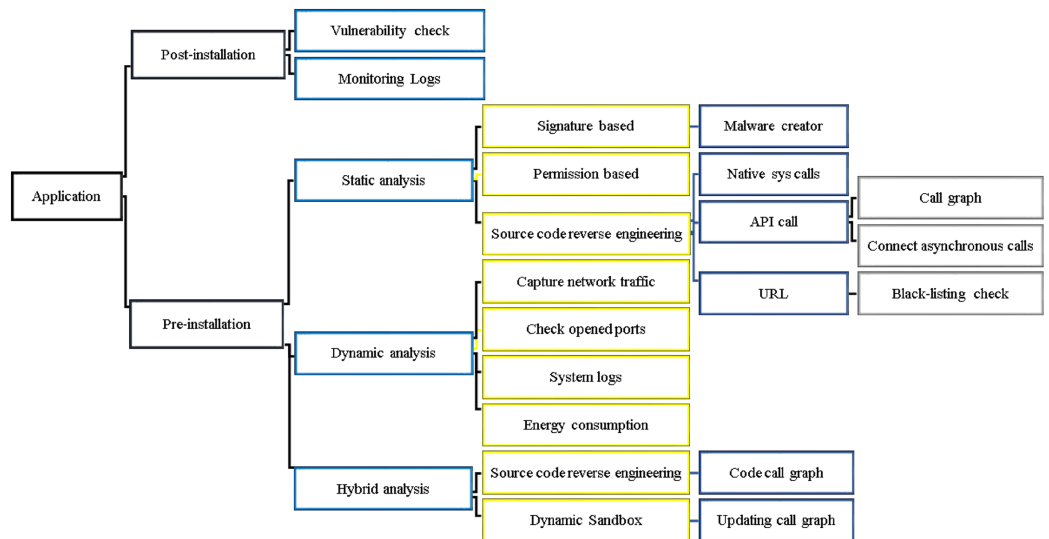 Vulnerability check
Post-installation
Monitoring Logs
Signature based
Malware creator
Static analysis
Permission based
Native sys calls
Application
Call graph
Source code reverse engineering
API call
Connect asynchronous calls
Capture network traffic
URL
Black-listing check
Pre-installation
Check opened ports
Dynamic analysis
System logs
Energy consumption
Source code reverse engineering
Code call graph
Hybrid analysis
Dynamic Sandbox
Updating call graph